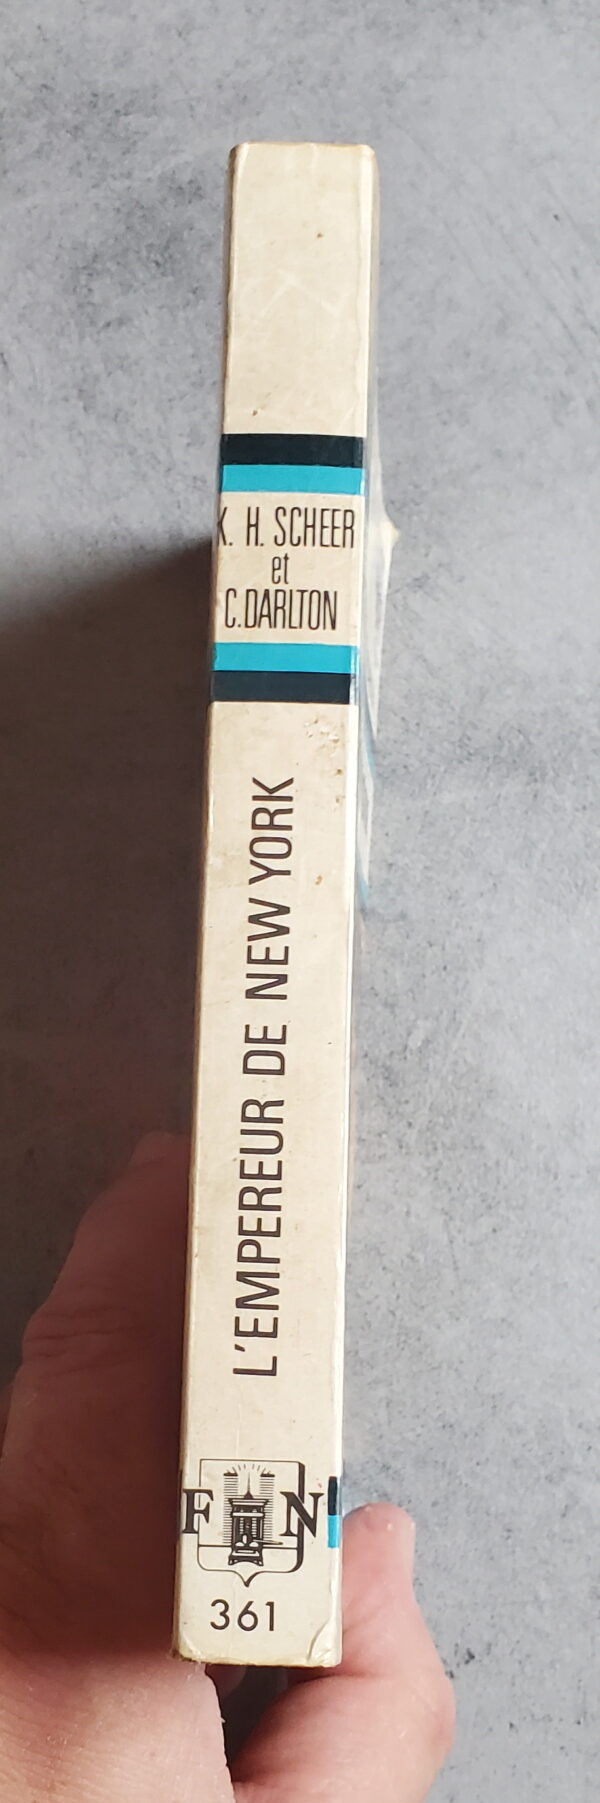 K. H. SCHEER
et
C. DARLTON
L'EMPEREUR DE NEW YORK
F N
361